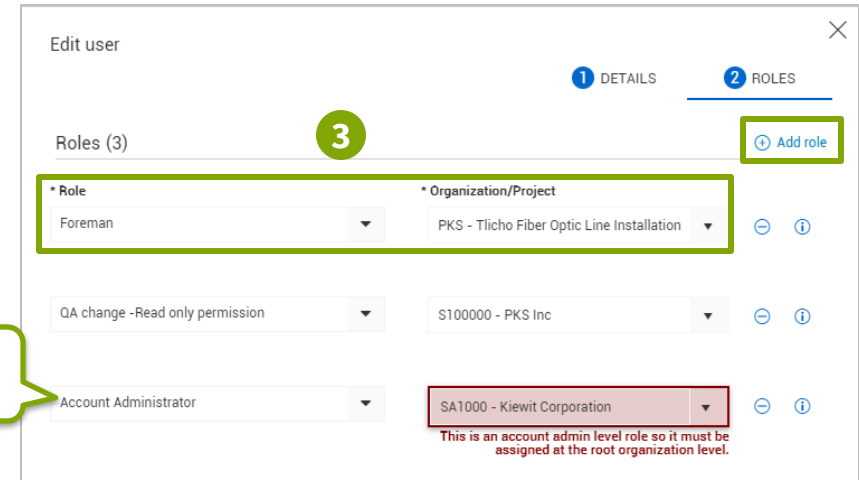 Edit user
1 DETAILS
2 ROLES
Roles (3)
3
Add role
* Role
* Organization/Project
Foreman
PKS - Tlicho Fiber Optic Line Installation
QA change -Read only permission
S100000 - PKS Inc
Account Administrator
SA1000 - Kiewit Corporation
This is an account admin level role so it must be
assigned at the root organization level.